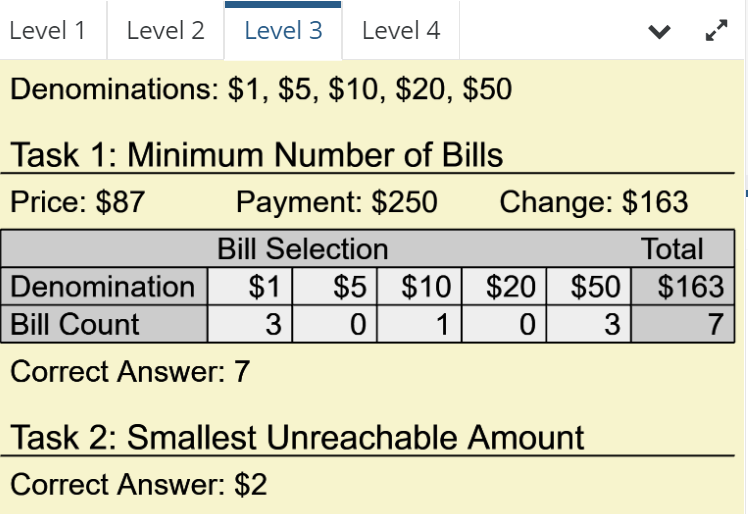 Level 1 Level 2 Level 3 Level 4
Denominations: $1, $5, $10, $20, $50
Task 1: Minimum Number of Bills
Price: $87 Payment: $250 Change: $163
Bill Selection Total
Denomination $1 $5 $10 $20 $50 $163
Bill Count 3 0 1 0 3 7
Correct Answer: 7
Task 2: Smallest Unreachable Amount
Correct Answer: $2